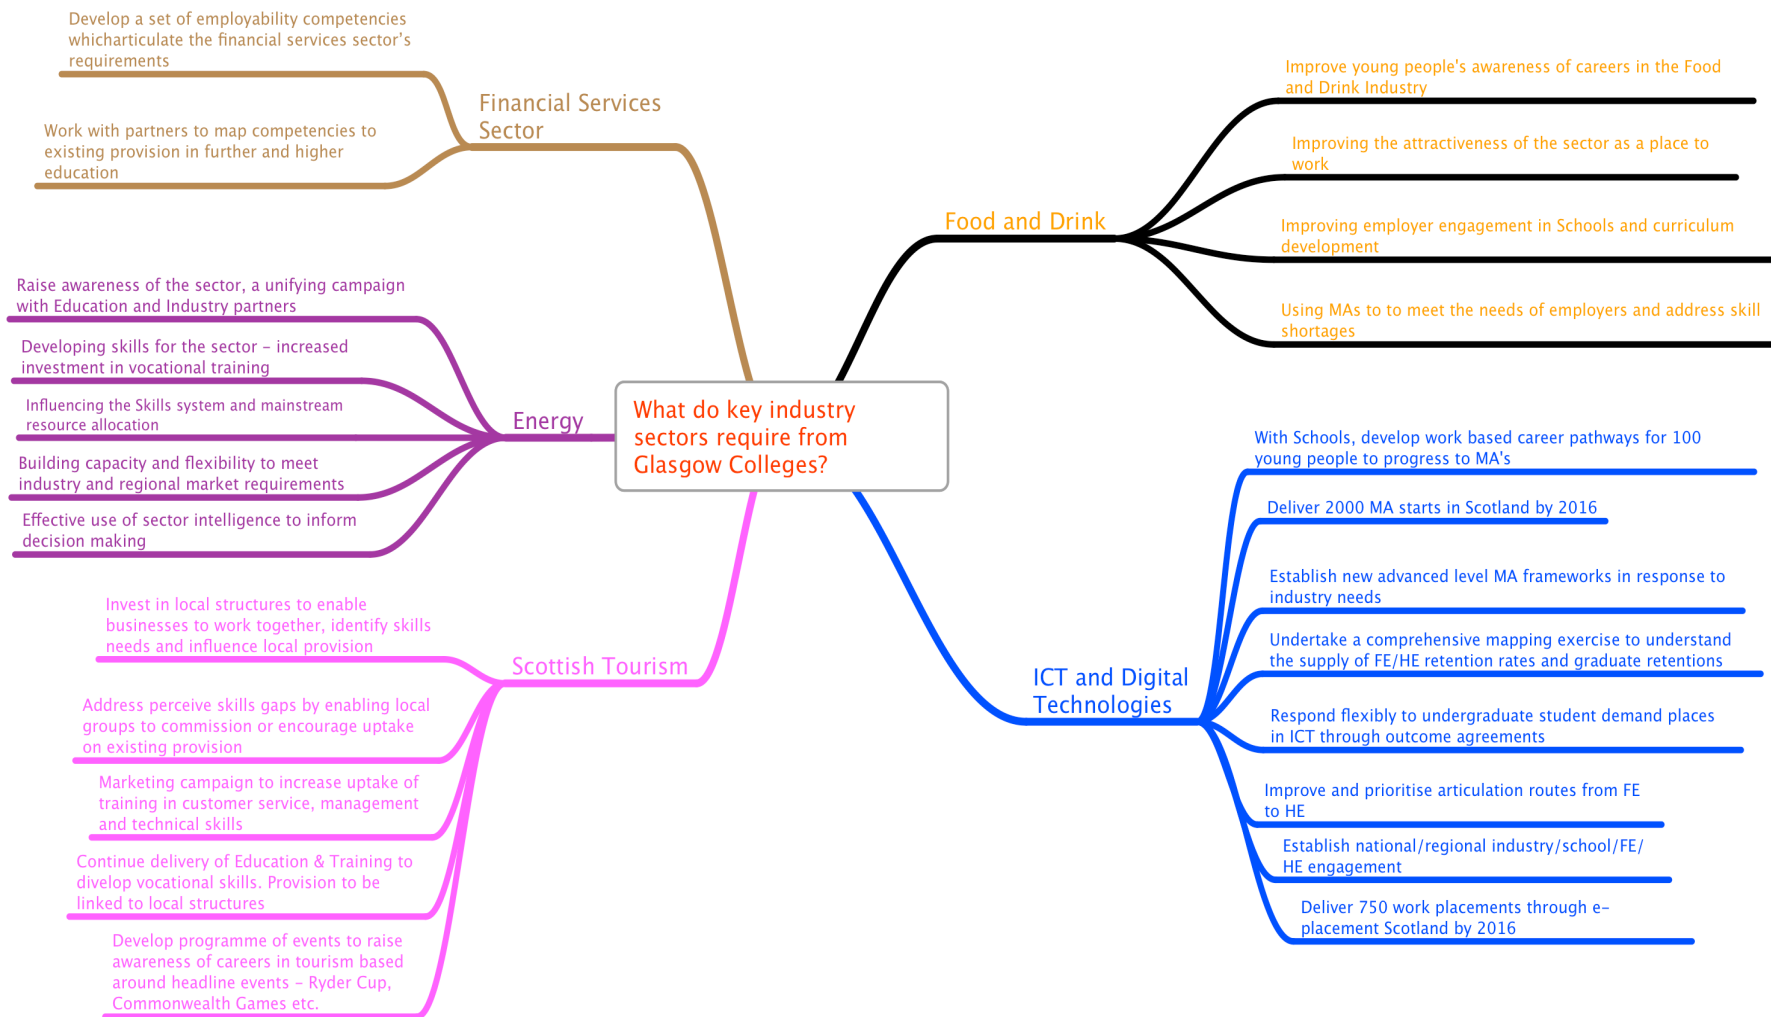 What do key industry
sectors require from
Glasgow Colleges?
Financial Services
Sector
Develop a set of employability competencies
whicharticulate the financial services sector's
requirements
Work with partners to map competencies to
existing provision in further and higher
education
Energy
Raise awareness of the sector, a unifying campaign
with Education and Industry partners
Developing skills for the sector – increased
investment in vocational training
Influencing the Skills system and mainstream
resource allocation
Building capacity and flexibility to meet
industry and regional market requirements
Effective use of sector intelligence to inform
decision making
Scottish Tourism
Invest in local structures to enable
businesses to work together, identify skills
needs and influence local provision
Address perceive skills gaps by enabling local
groups to commission or encourage uptake
on existing provision
Marketing campaign to increase uptake of
training in customer service, management
and technical skills
Continue delivery of Education & Training to
divelop vocational skills. Provision to be
linked to local structures
Develop programme of events to raise
awareness of careers in tourism based
around headline events – Ryder Cup,
Commonwealth Games etc.
Food and Drink
Improve young people's awareness of careers in the Food
and Drink Industry
Improving the attractiveness of the sector as a place to
work
Improving employer engagement in Schools and curriculum
development
Using MAs to to meet the needs of employers and address skill
shortages
ICT and Digital
Technologies
With Schools, develop work based career pathways for 100
young people to progress to MA's
Deliver 2000 MA starts in Scotland by 2016
Establish new advanced level MA frameworks in response to
industry needs
Undertake a comprehensive mapping exercise to understand
the supply of FE/HE retention rates and graduate retentions
Respond flexibly to undergraduate student demand places
in ICT through outcome agreements
Improve and prioritise articulation routes from FE
to HE
Establish national/regional industry/school/FE/
HE engagement
Deliver 750 work placements through e-
placement Scotland by 2016